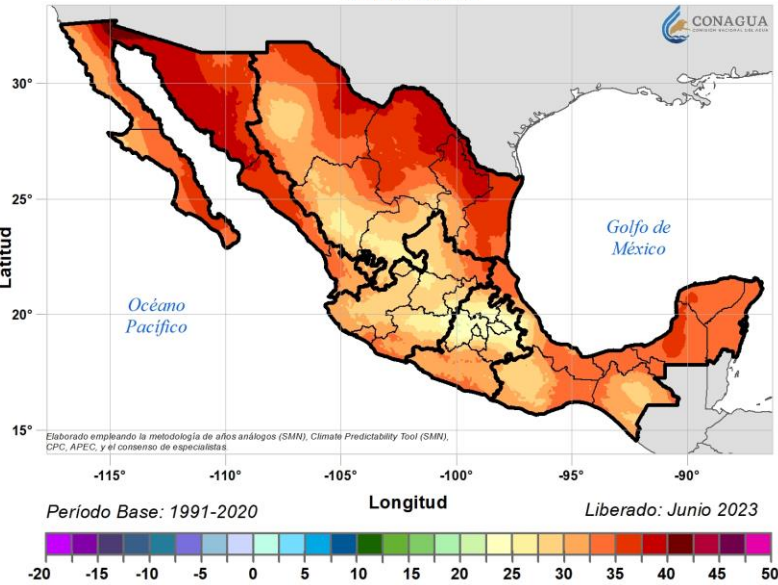 CONAGUA
COMISIÓN NACIONAL DEL AGUA
30°
25°
20°
15°
Latitud
Golfo de
México
Océano
Pacífico
Elaborado empleando la metodología de años análogos (SMN), Climate Predictability Tool (SMN),
CPC, APEC, y el consenso de especialistas
-115° -110° -105° -100° -95° -90°
Longitud
Período Base: 1991-2020
Liberado: Junio 2023
-20 -15 -10 -5 0 5 10 15 20 25 30 35 40 45 50